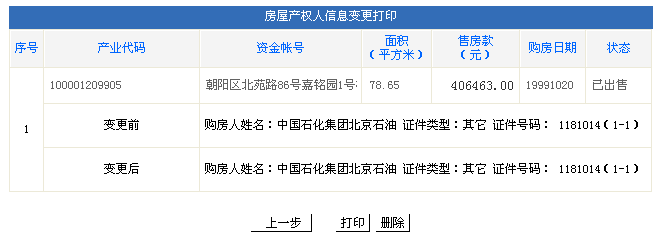 房屋产权人信息变更打印
序号 产业代码 资金帐号 面积（平方米） 售房款（元） 购房日期 状态
1
100001209905 朝阳区北苑路86号嘉铭园1号 78.65 406463.00 19991020 已出售
变更前 购房人姓名：中国石化集团北京石油 证件类型：其它 证件号码： 1181014（1-1）
变更后 购房人姓名：中国石化集团北京石油 证件类型：其它 证件号码： 1181014（1-1）
上一步 打印 删除